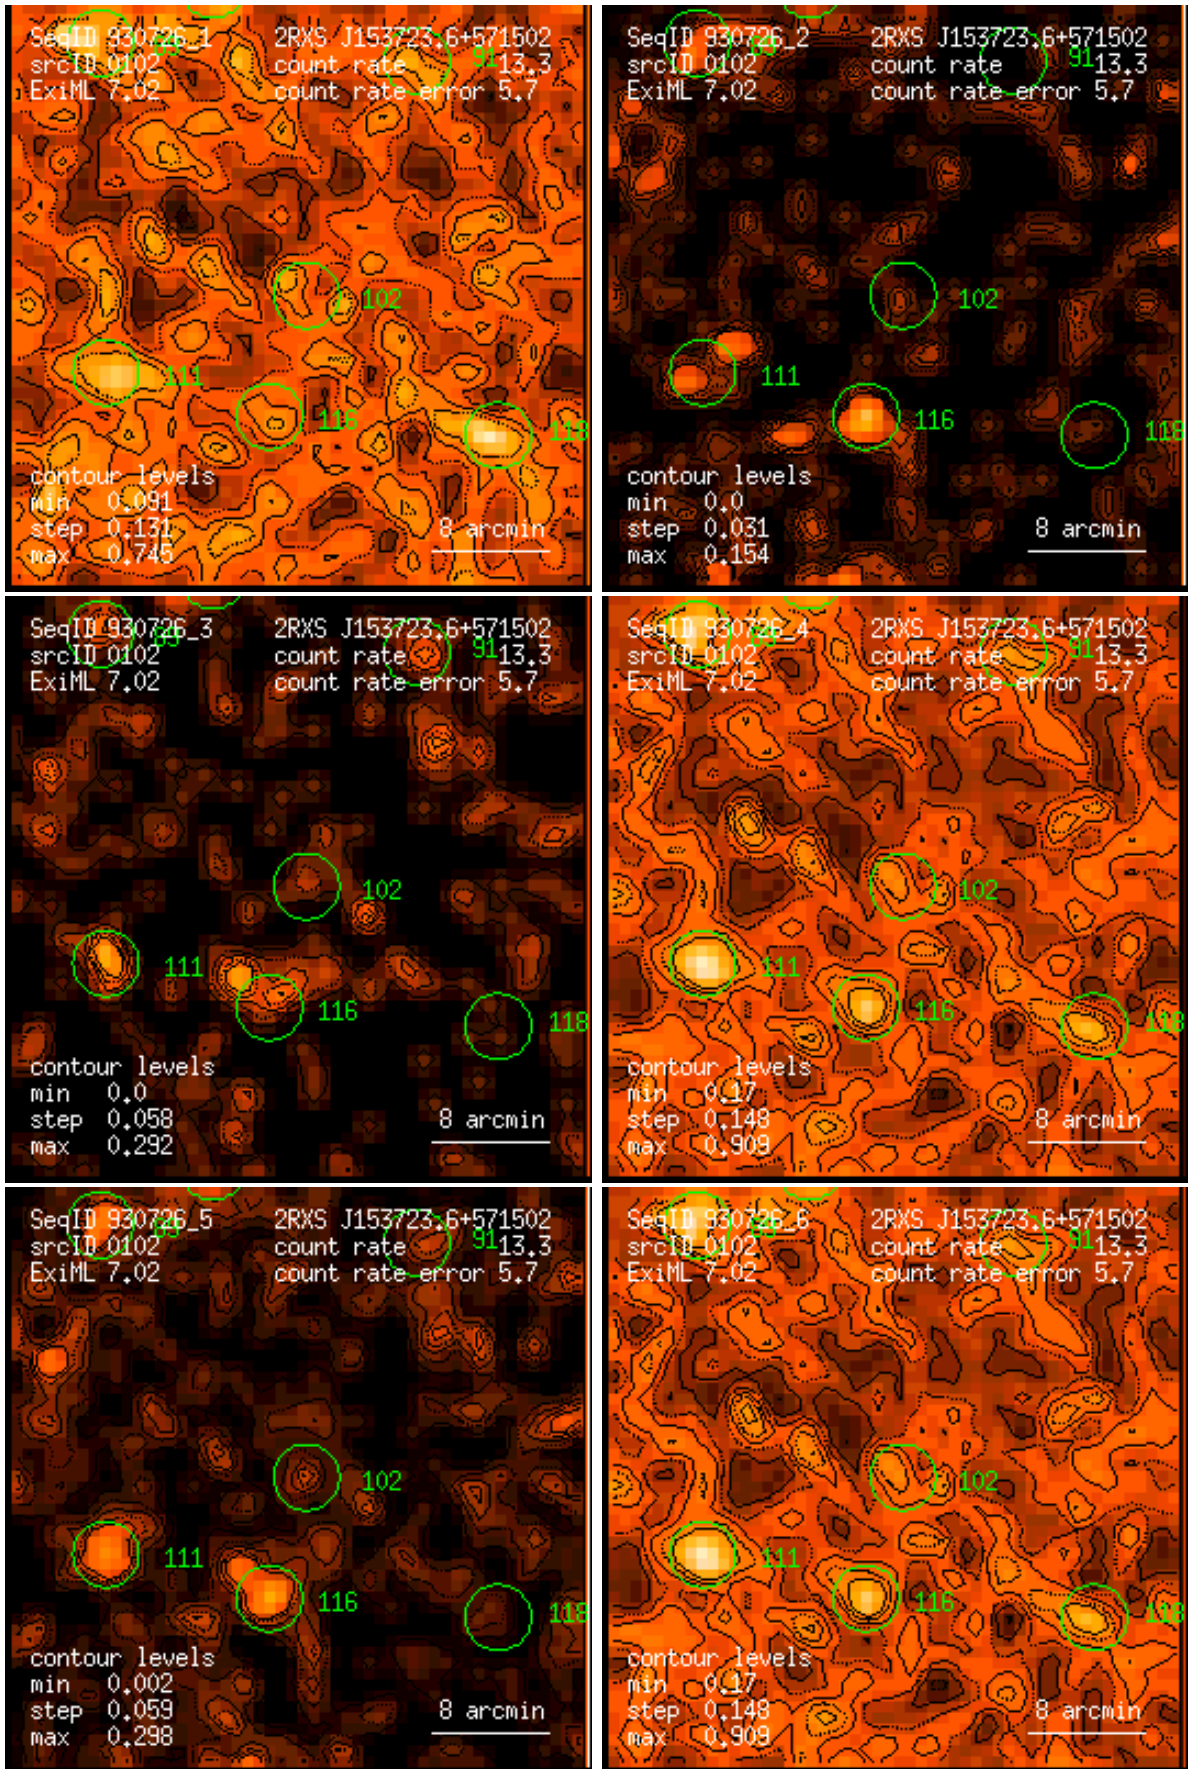 SeqID 930726_1 2RXS J153723.6+571502
srcID 0102 count rate 91 13.3
ExiML 7.02 count rate error 5.7
102
111
116
118
contour levels
min 0.091
step 0.131 8 arcmin
max 0.745
SeqID 930726_2 2RXS J153723.6+571502
srcID 0102 count rate 91 13.3
ExiML 7.02 count rate error 5.7
102
111
116
118
contour levels
min 0.0
step 0.031 8 arcmin
max 0.154
SeqID 930726_3 2RXS J153723.6+571502
srcID 0102 count rate 91 13.3
ExiML 7.02 count rate error 5.7
102
111
116
118
contour levels
min 0.0
step 0.058 8 arcmin
max 0.292
SeqID 930726_4 2RXS J153723.6+571502
srcID 0102 count rate 91 13.3
ExiML 7.02 count rate error 5.7
102
111
116
118
contour levels
min 0.17
step 0.148 8 arcmin
max 0.909
SeqID 930726_5 2RXS J153723.6+571502
srcID 0102 count rate 91 13.3
ExiML 7.02 count rate error 5.7
102
111
116
118
contour levels
min 0.002
step 0.059 8 arcmin
max 0.298
SeqID 930726_6 2RXS J153723.6+571502
srcID 0102 count rate 91 13.3
ExiML 7.02 count rate error 5.7
102
111
116
118
contour levels
min 0.17
step 0.148 8 arcmin
max 0.909